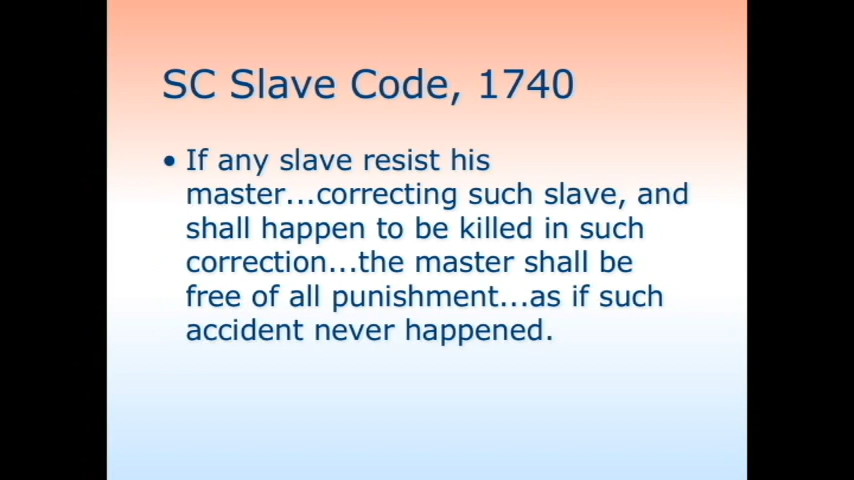 SC Slave Code, 1740
• If any slave resist his
master...correcting such slave, and
shall happen to be killed in such
correction...the master shall be
free of all punishment...as if such
accident never happened.